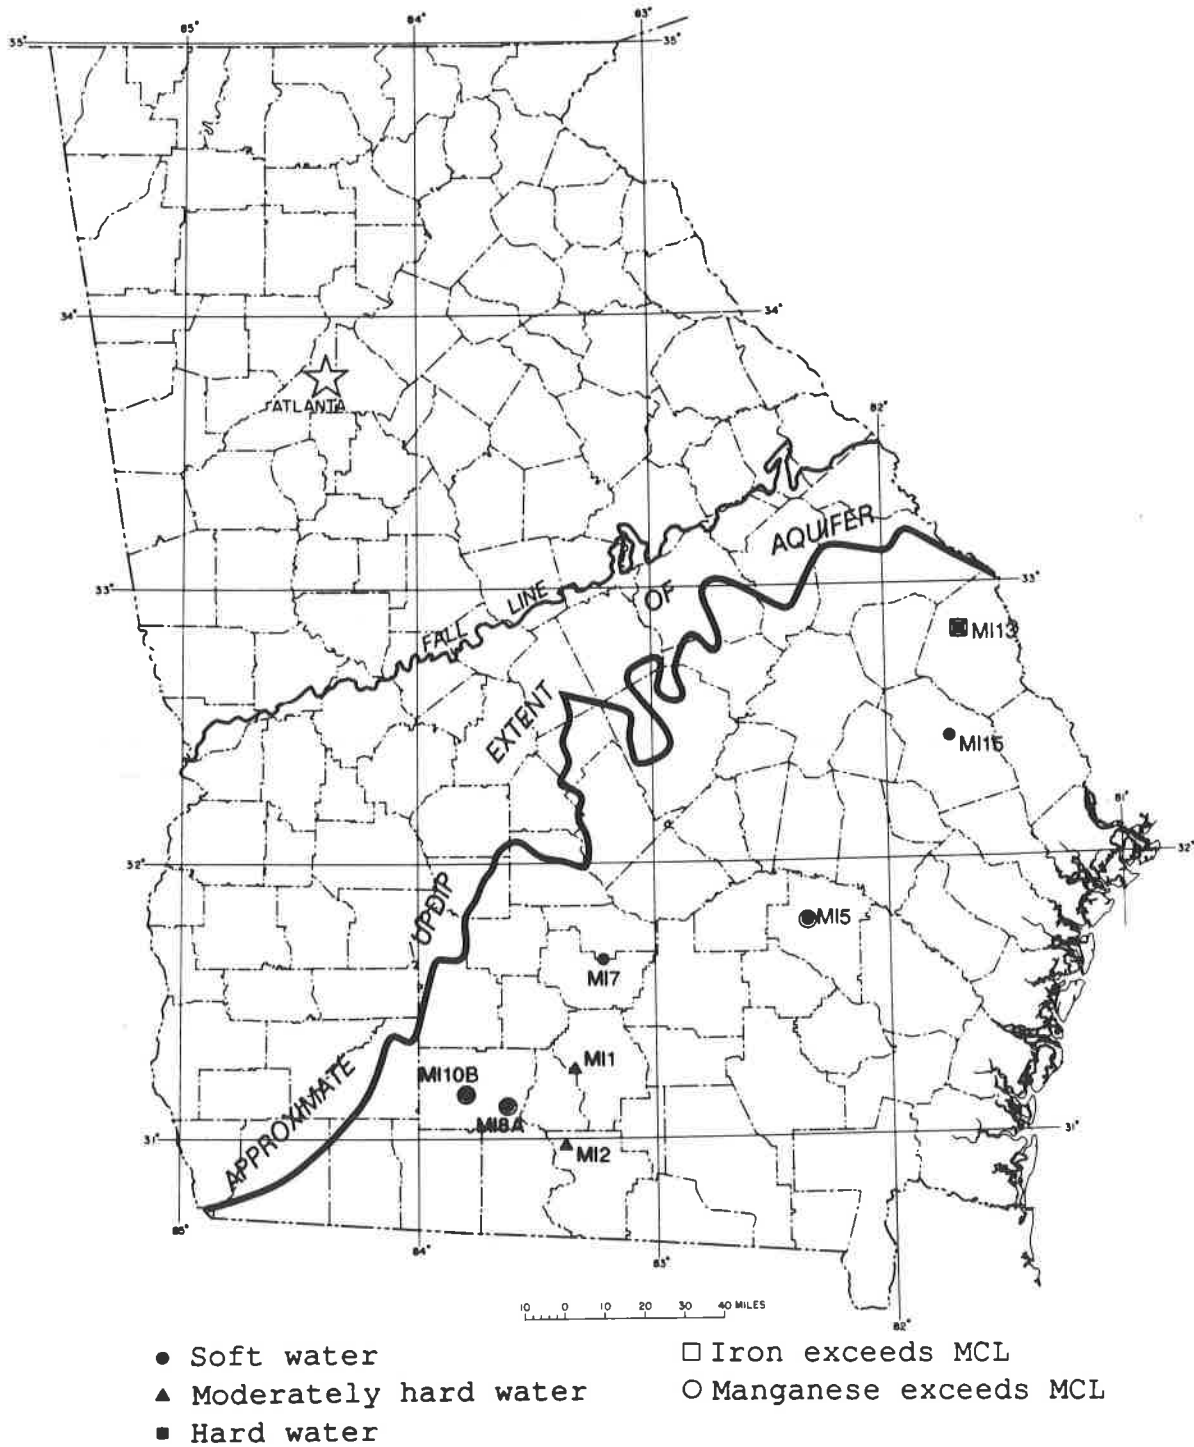 85°
84°
83°
35°
35°
34°
34°
ATLANTA
82°
AQUIFER
OF
LINE
FALL
33°
33°
MI13
EXTENT
MI15
81°
32°
32°
UPDIP
MI5
MI7
MI1
MI10B
MI8A
APPROXIMATE
31°
31°
MI2
85°
84°
83°
82°
10 0 10 20 30 40 MILES
Soft water
Iron exceeds MCL
Moderately hard water
Manganese exceeds MCL
Hard water